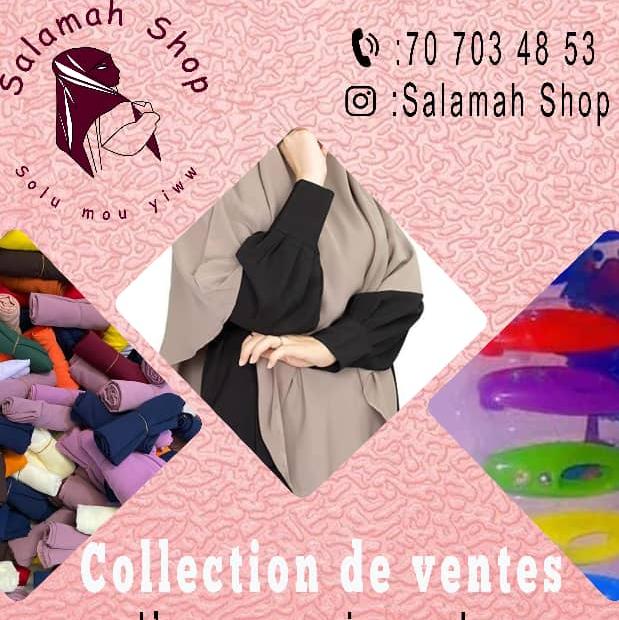 Salamah Shop
Solu mou yiww
:70 703 48 53
:Salamah Shop
Collection de ventes